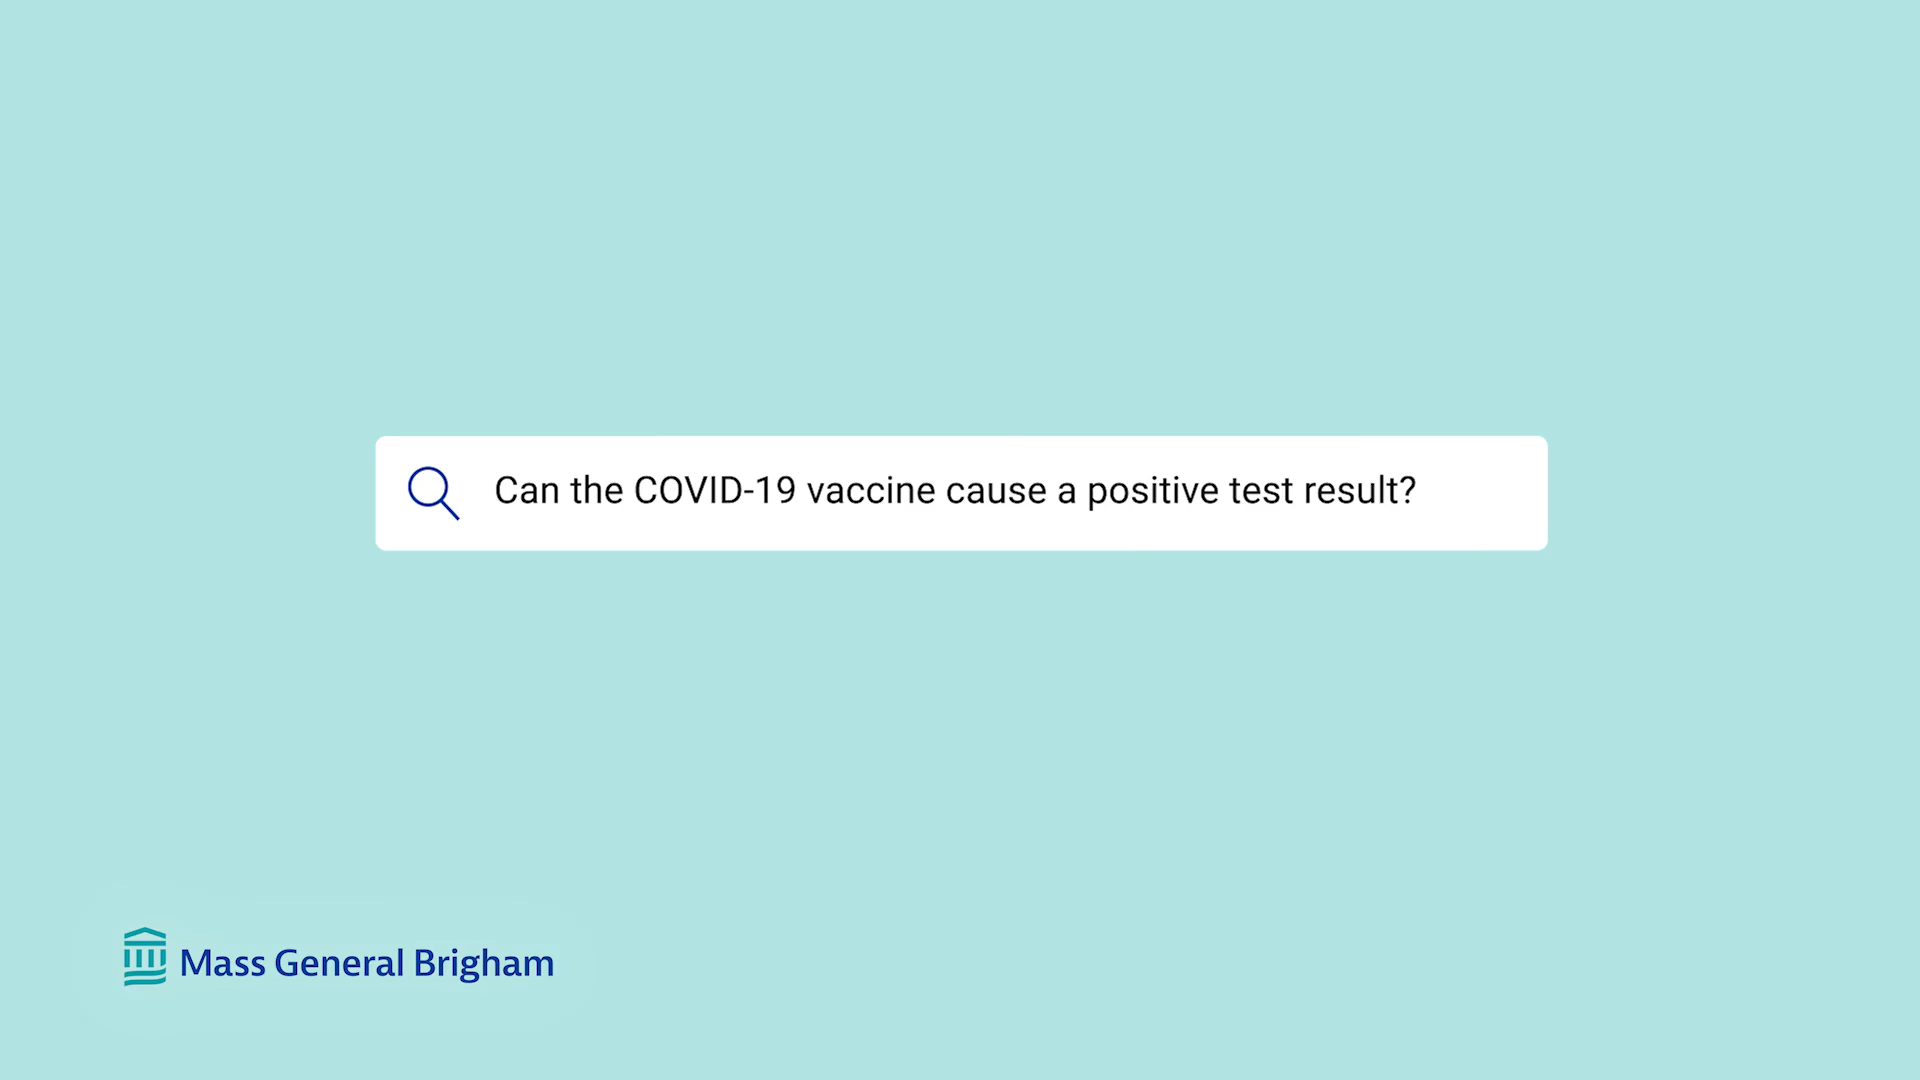 Can the COVID-19 vaccine cause a positive test result?
Mass General Brigham